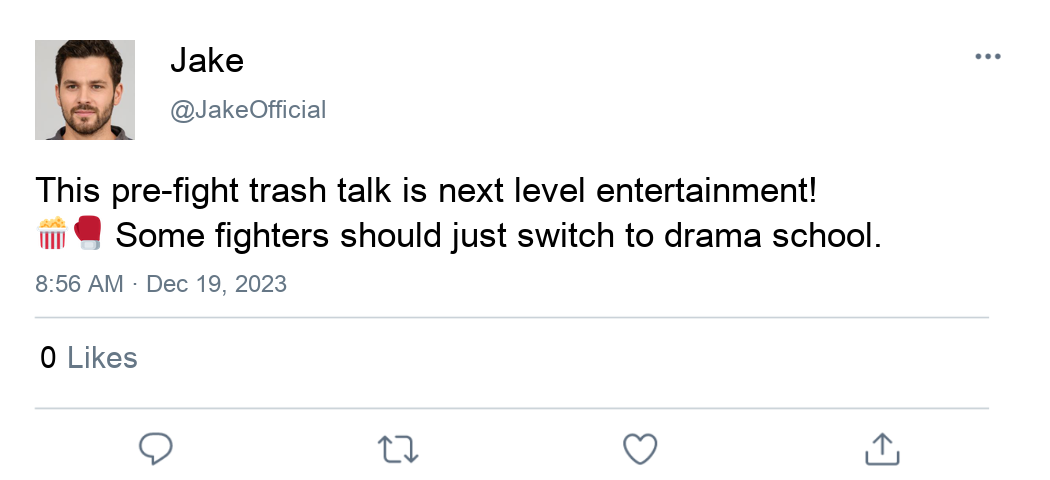 Jake
@JakeOfficial
This pre-fight trash talk is next level entertainment!
🍿🥊 Some fighters should just switch to drama school.
8:56 AM · Dec 19, 2023
0 Likes